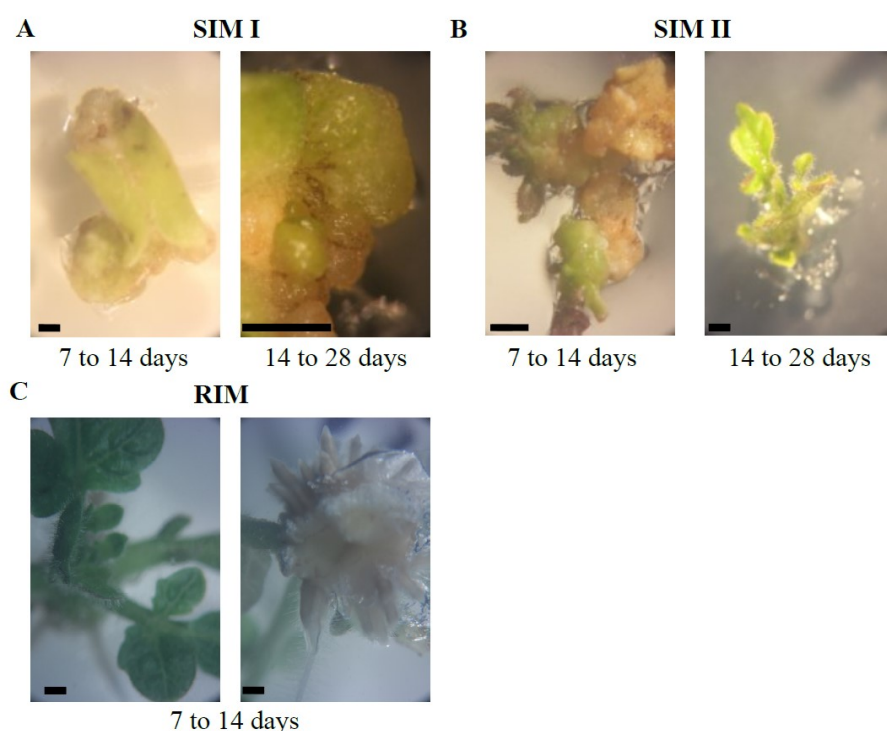 A SIM I B SIM II
7 to 14 days 14 to 28 days 7 to 14 days 14 to 28 days
C RIM
7 to 14 days